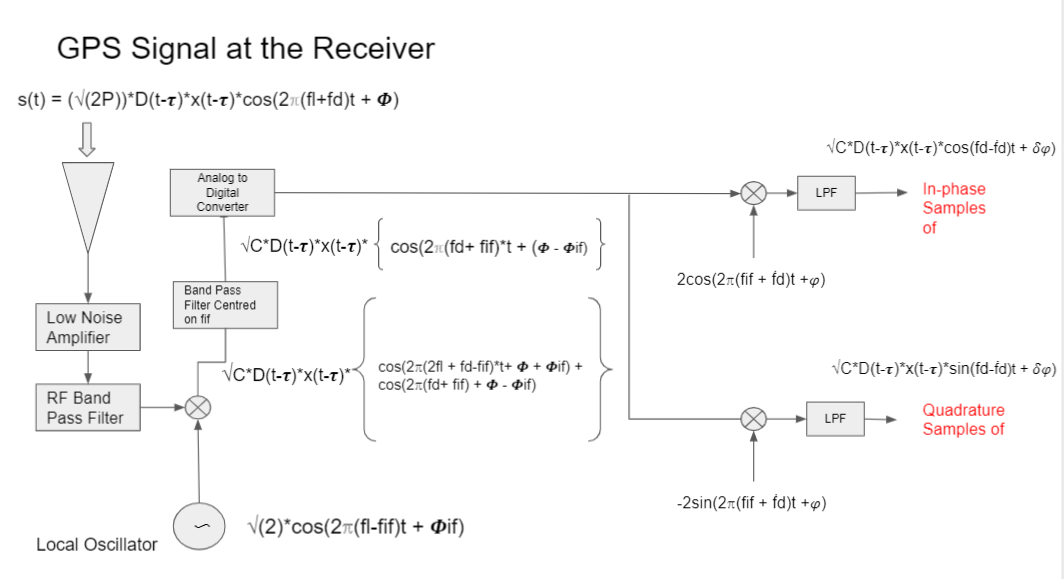 GPS Signal at the Receiver
s(t) = (√(2P))*D(t-τ)*x(t-τ)*cos(2π(fl+fd)t + Φ)
Analog to
Digital
Converter
√C*D(t-τ)*x(t-τ)*cos(fd-fd)t + δφ)
LPF
In-phase
Samples
of
√C*D(t-τ)*x(t-τ)* { cos(2π(fd+ fif)*t + (Φ - Φif) }
2cos(2π(fif + fd)t +φ)
Band Pass
Filter Centred
on fif
Low Noise
Amplifier
√C*D(t-τ)*x(t-τ)*
cos(2π(2fl + fd-fif)*t+ Φ + Φif) +
cos(2π(fd+ fif) + Φ - Φif)
√C*D(t-τ)*x(t-τ)*sin(fd-fd)t + δφ)
RF Band
Pass Filter
LPF
Quadrature
Samples of
-2sin(2π(fif + fd)t +φ)
√(2)*cos(2π(fl-fif)t + Φif)
Local Oscillator